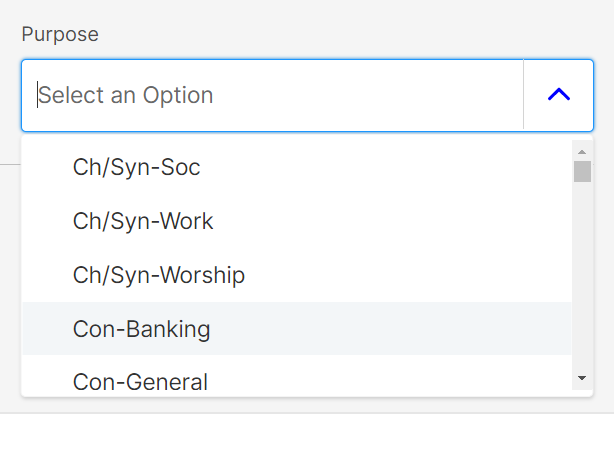 Purpose
Select an Option
Ch/Syn-Soc
Ch/Syn-Work
Ch/Syn-Worship
Con-Banking
Con-General